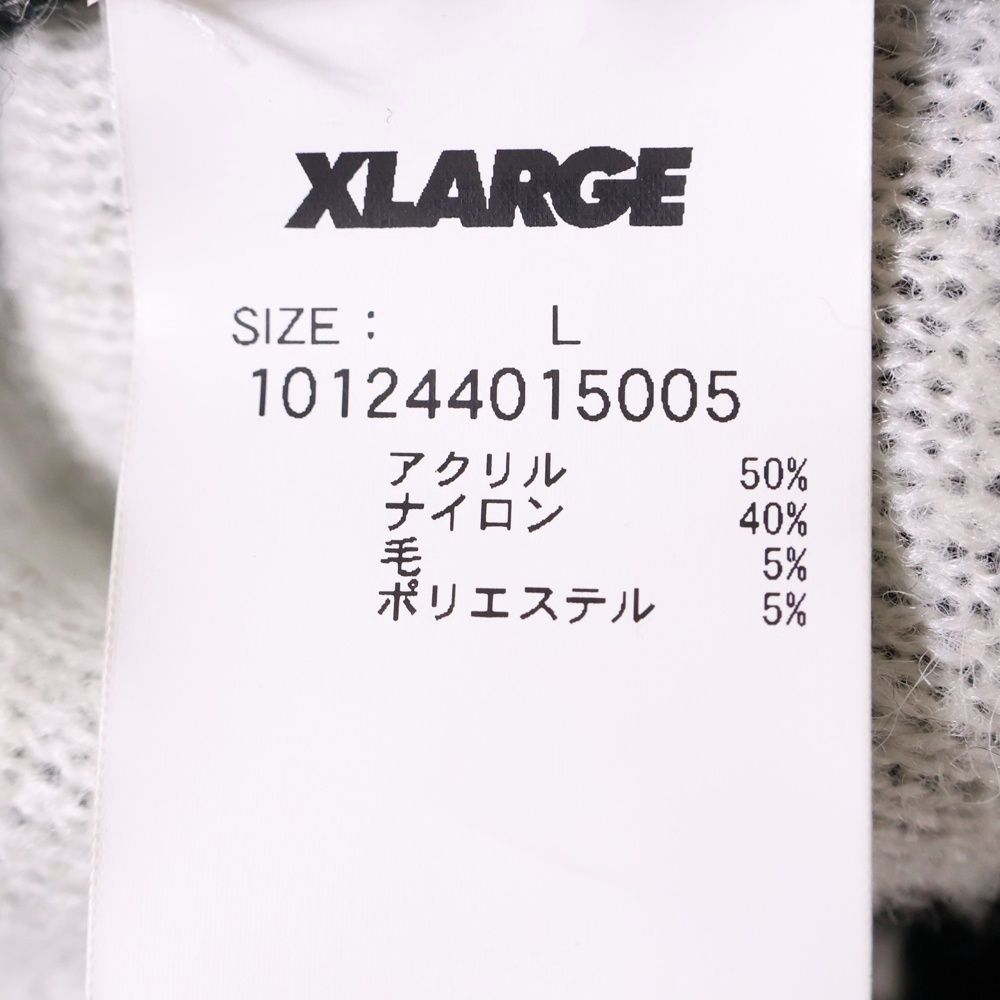 XLARGE
SIZE : L
101244015005
アクリル 50%
ナイロン 40%
毛 5%
ポリエステル 5%